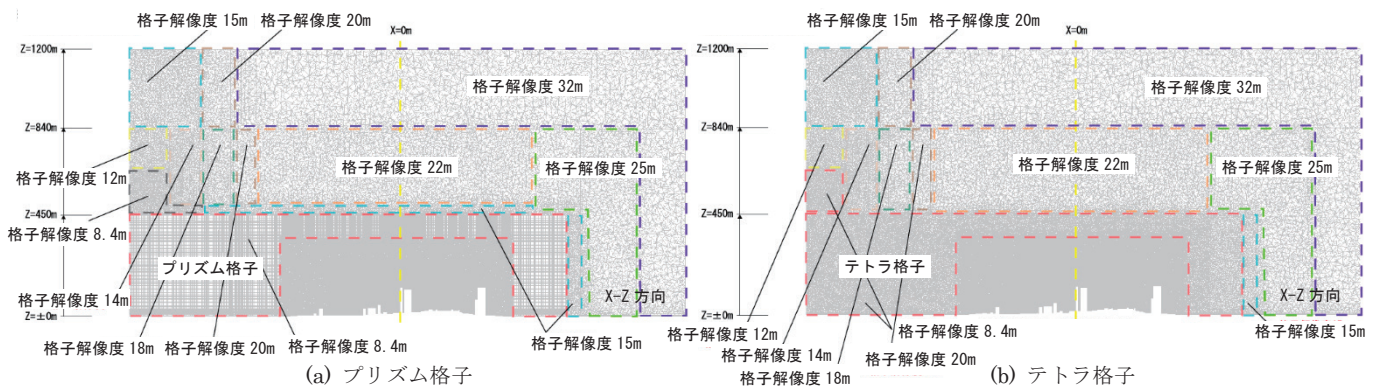 格子解像度 15m
格子解像度 20m
X=0m
Z=1200m
格子解像度 32m
Z=840m
格子解像度 22m
格子解像度 25m
格子解像度 12m
Z=450m
格子解像度 8.4m
プリズム格子
格子解像度 14m
X-Z 方向
Z=±0m
格子解像度 18m
格子解像度 20m
格子解像度 8.4m
格子解像度 15m
(a) プリズム格子
格子解像度 15m
格子解像度 20m
X=0m
Z=1200m
格子解像度 32m
Z=840m
格子解像度 22m
格子解像度 25m
Z=450m
テトラ格子
X-Z 方向
Z=±0m
格子解像度 12m
格子解像度 8.4m
格子解像度 15m
格子解像度 14m
格子解像度 20m
格子解像度 18m
(b) テトラ格子